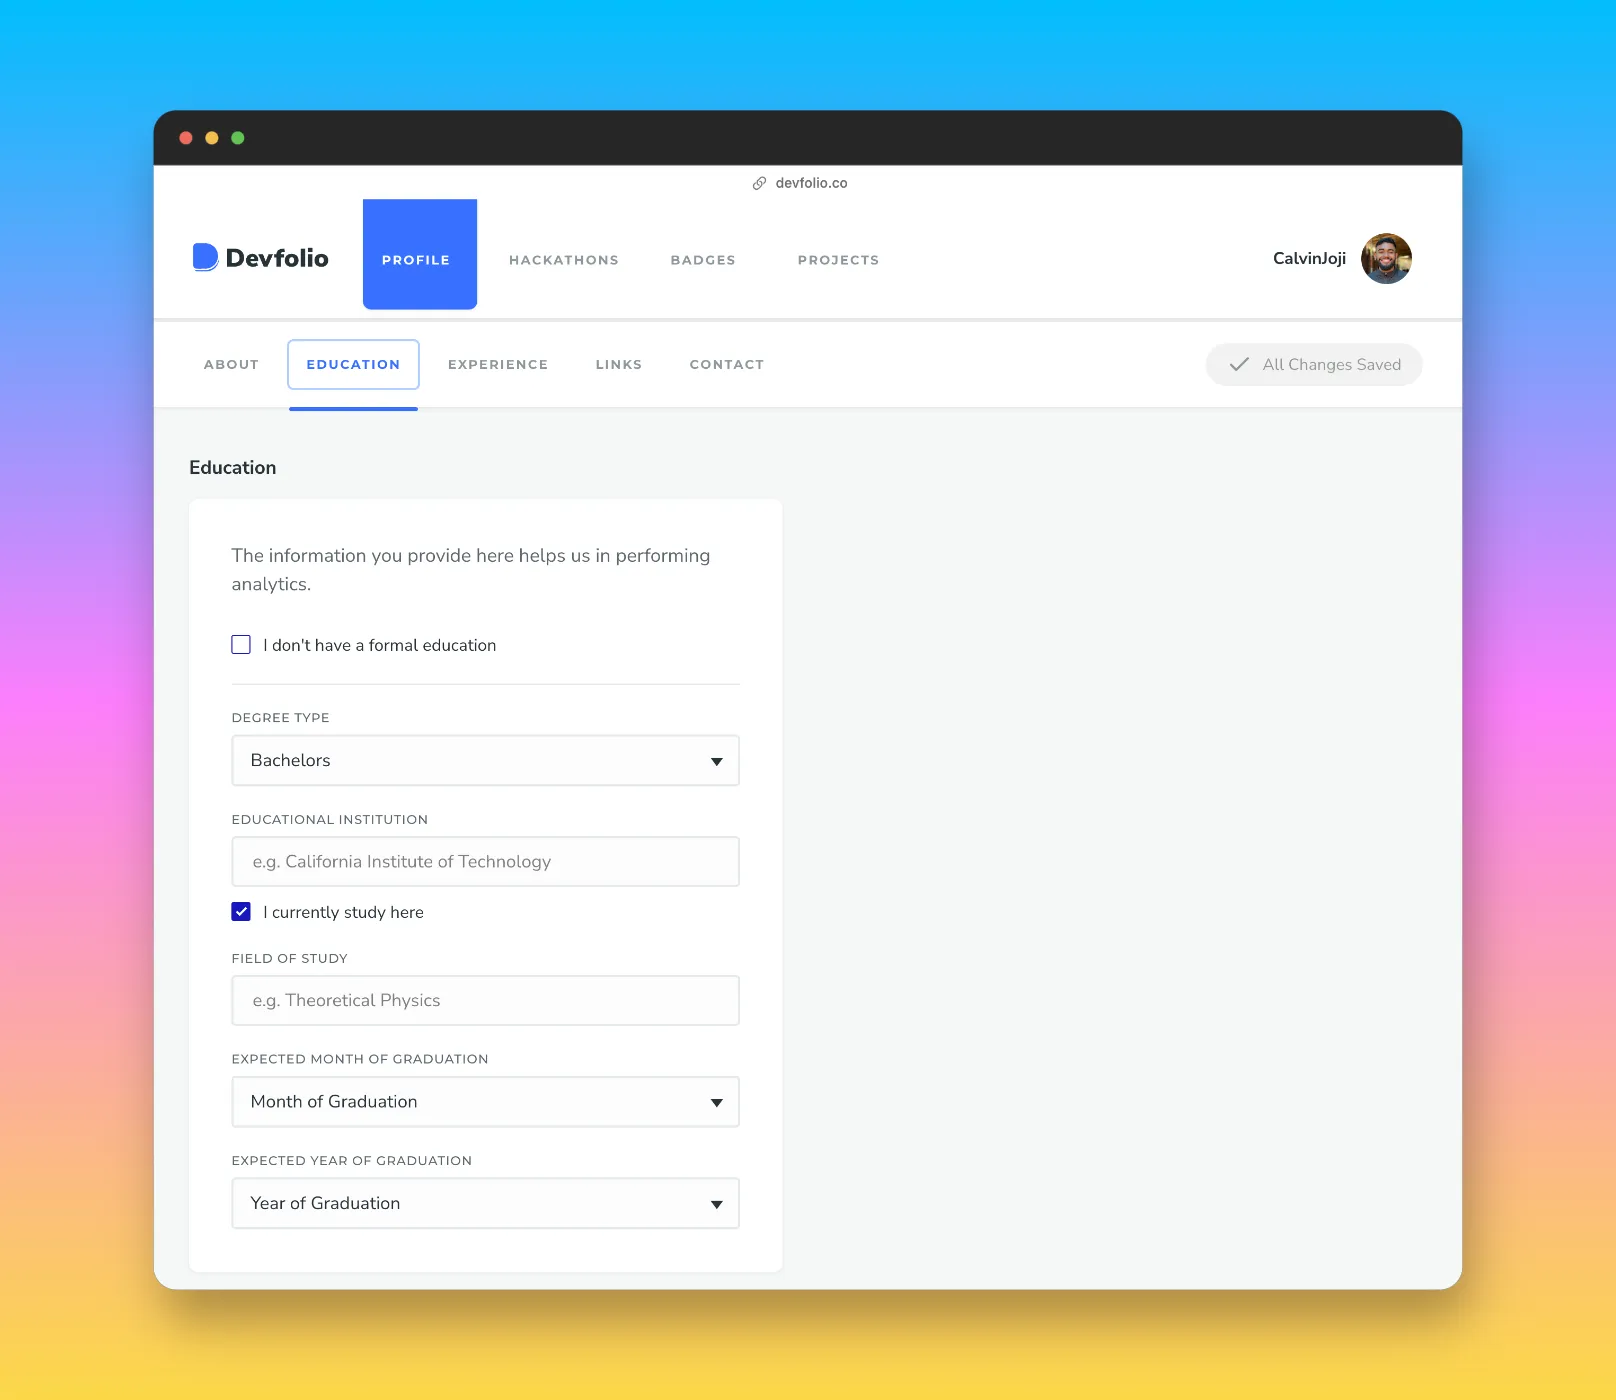 devfolio.co
Devfolio
PROFILE
HACKATHONS
BADGES
PROJECTS
CalvinJoji
ABOUT
EDUCATION
EXPERIENCE
LINKS
CONTACT
All Changes Saved
Education
The information you provide here helps us in performing
analytics.
I don't have a formal education
DEGREE TYPE
Bachelors
EDUCATIONAL INSTITUTION
e.g. California Institute of Technology
I currently study here
FIELD OF STUDY
e.g. Theoretical Physics
EXPECTED MONTH OF GRADUATION
Month of Graduation
EXPECTED YEAR OF GRADUATION
Year of Graduation